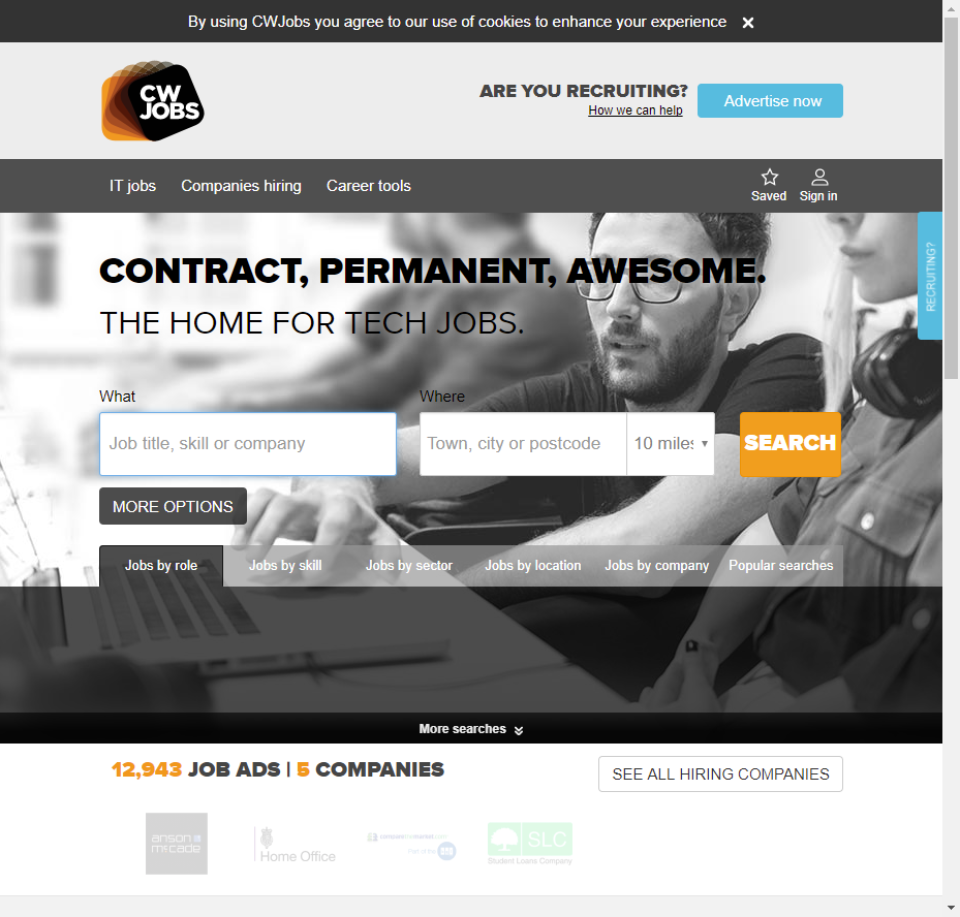 By using CWJobs you agree to our use of cookies to enhance your experience ×
CW
JOBS
ARE YOU RECRUITING?
How we can help
Advertise now
IT jobs
Companies hiring
Career tools
Saved
Sign in
RECRUITING?
CONTRACT, PERMANENT, AWESOME.
THE HOME FOR TECH JOBS.
What
Where
Job title, skill or company
Town, city or postcode
10 miles
SEARCH
MORE OPTIONS
Jobs by role
Jobs by skill
Jobs by sector
Jobs by location
Jobs by company
Popular searches
More searches
12,943 JOB ADS | 5 COMPANIES
SEE ALL HIRING COMPANIES
anson
mccade
Home Office
comparethemarket.com
Part of the
SLC
Student Loans Company